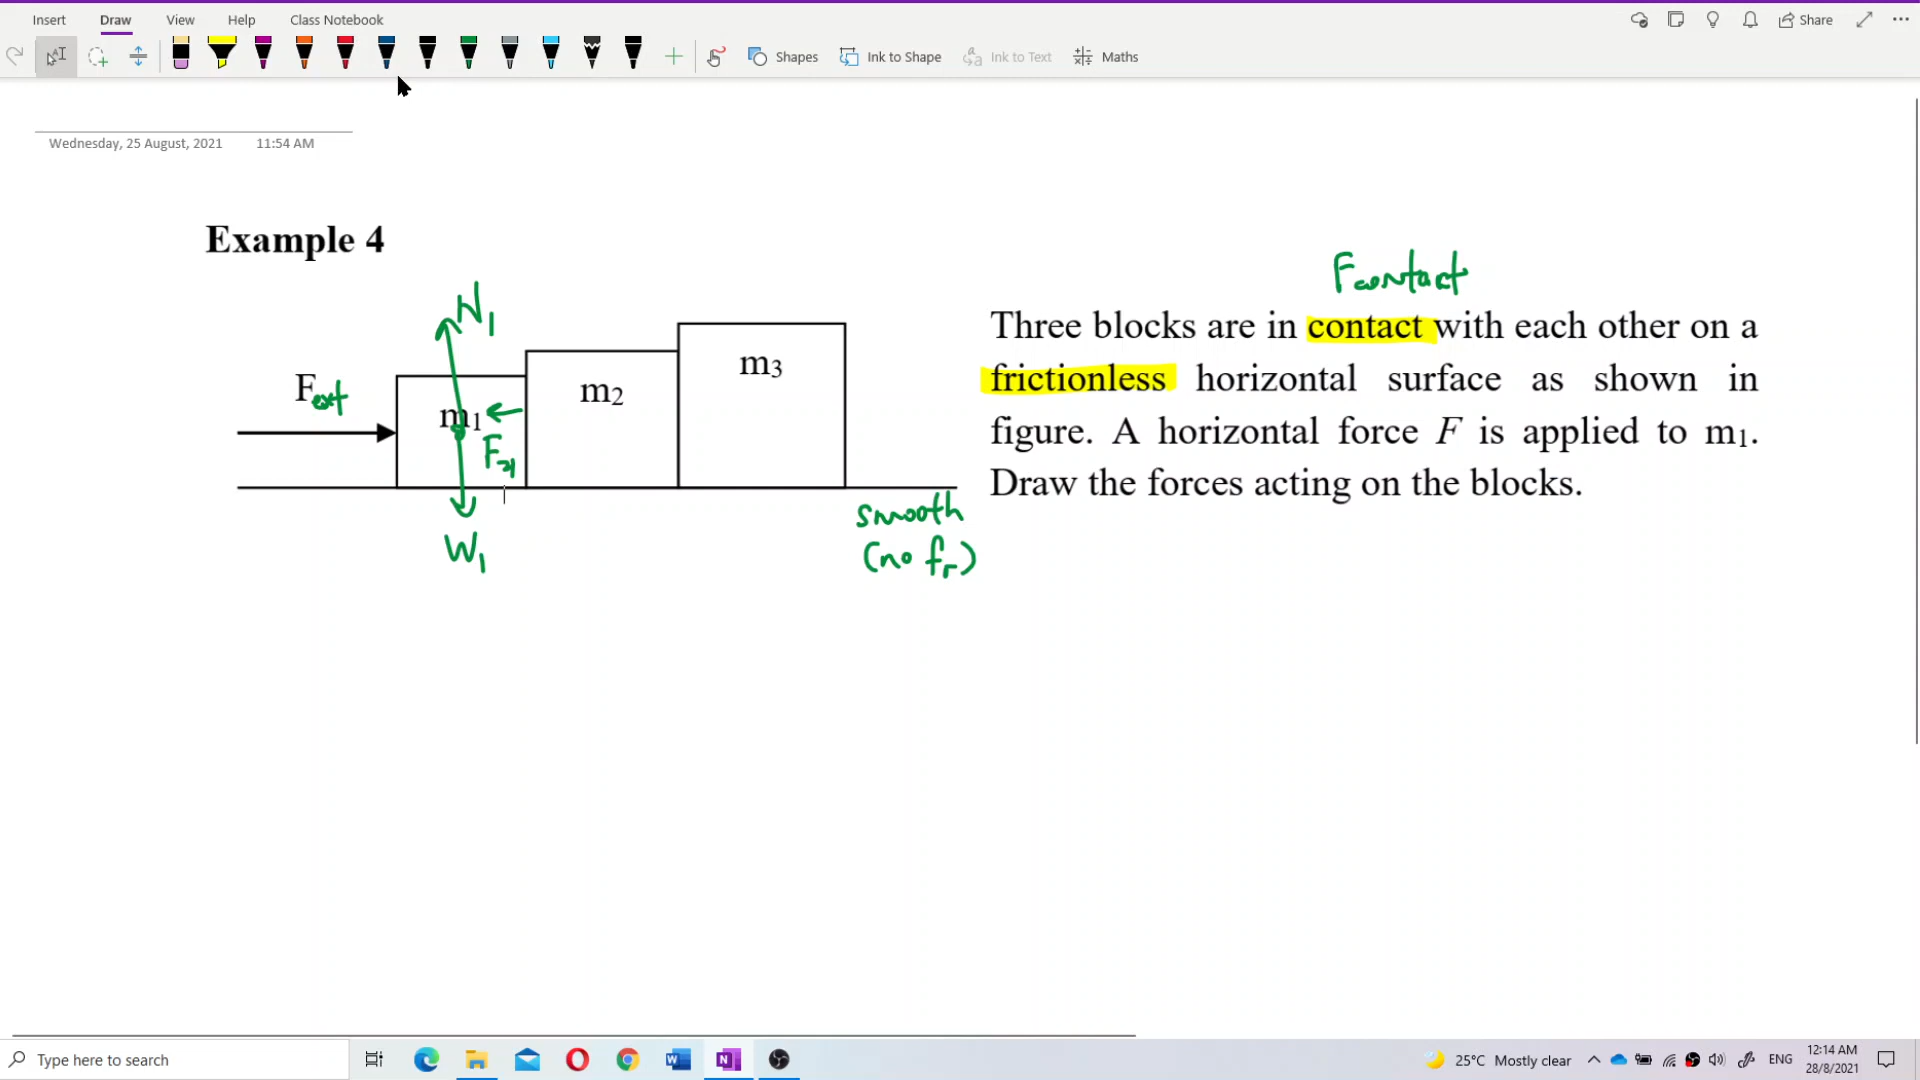 Insert Draw View Help Class Notebook Share
Shapes Ink to Shape Ink to Text Maths
Wednesday, 25 August, 2021 11:54 AM
Example 4
Fcontact
Three blocks are in contact with each other on a
frictionless horizontal surface as shown in
figure. A horizontal force F is applied to m₁.
Draw the forces acting on the blocks.
N₁
Fext
m₁
m₂
m₃
F₂₁
W₁
smooth
(no fr)
Type here to search
25°C Mostly clear
ENG
12:14 AM
28/8/2021